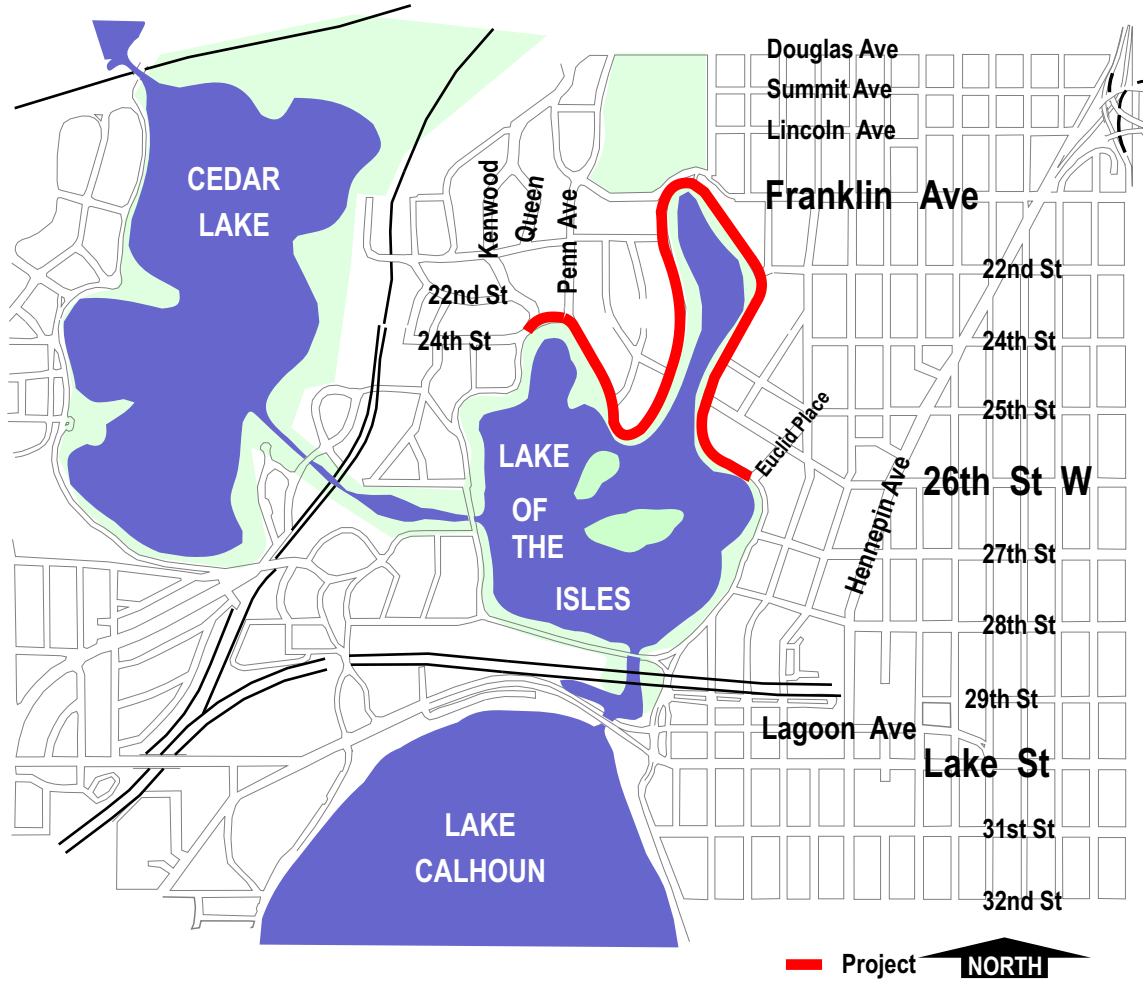 Douglas Ave
Summit Ave
Lincoln Ave
CEDAR
LAKE
Kenwood
Queen
Penn Ave
Franklin Ave
22nd St
22nd St
24th St
24th St
25th St
Euclid Place
LAKE
OF
THE
ISLES
Hennepin Ave
26th St W
27th St
28th St
29th St
Lagoon Ave
Lake St
LAKE
CALHOUN
31st St
32nd St
Project
NORTH